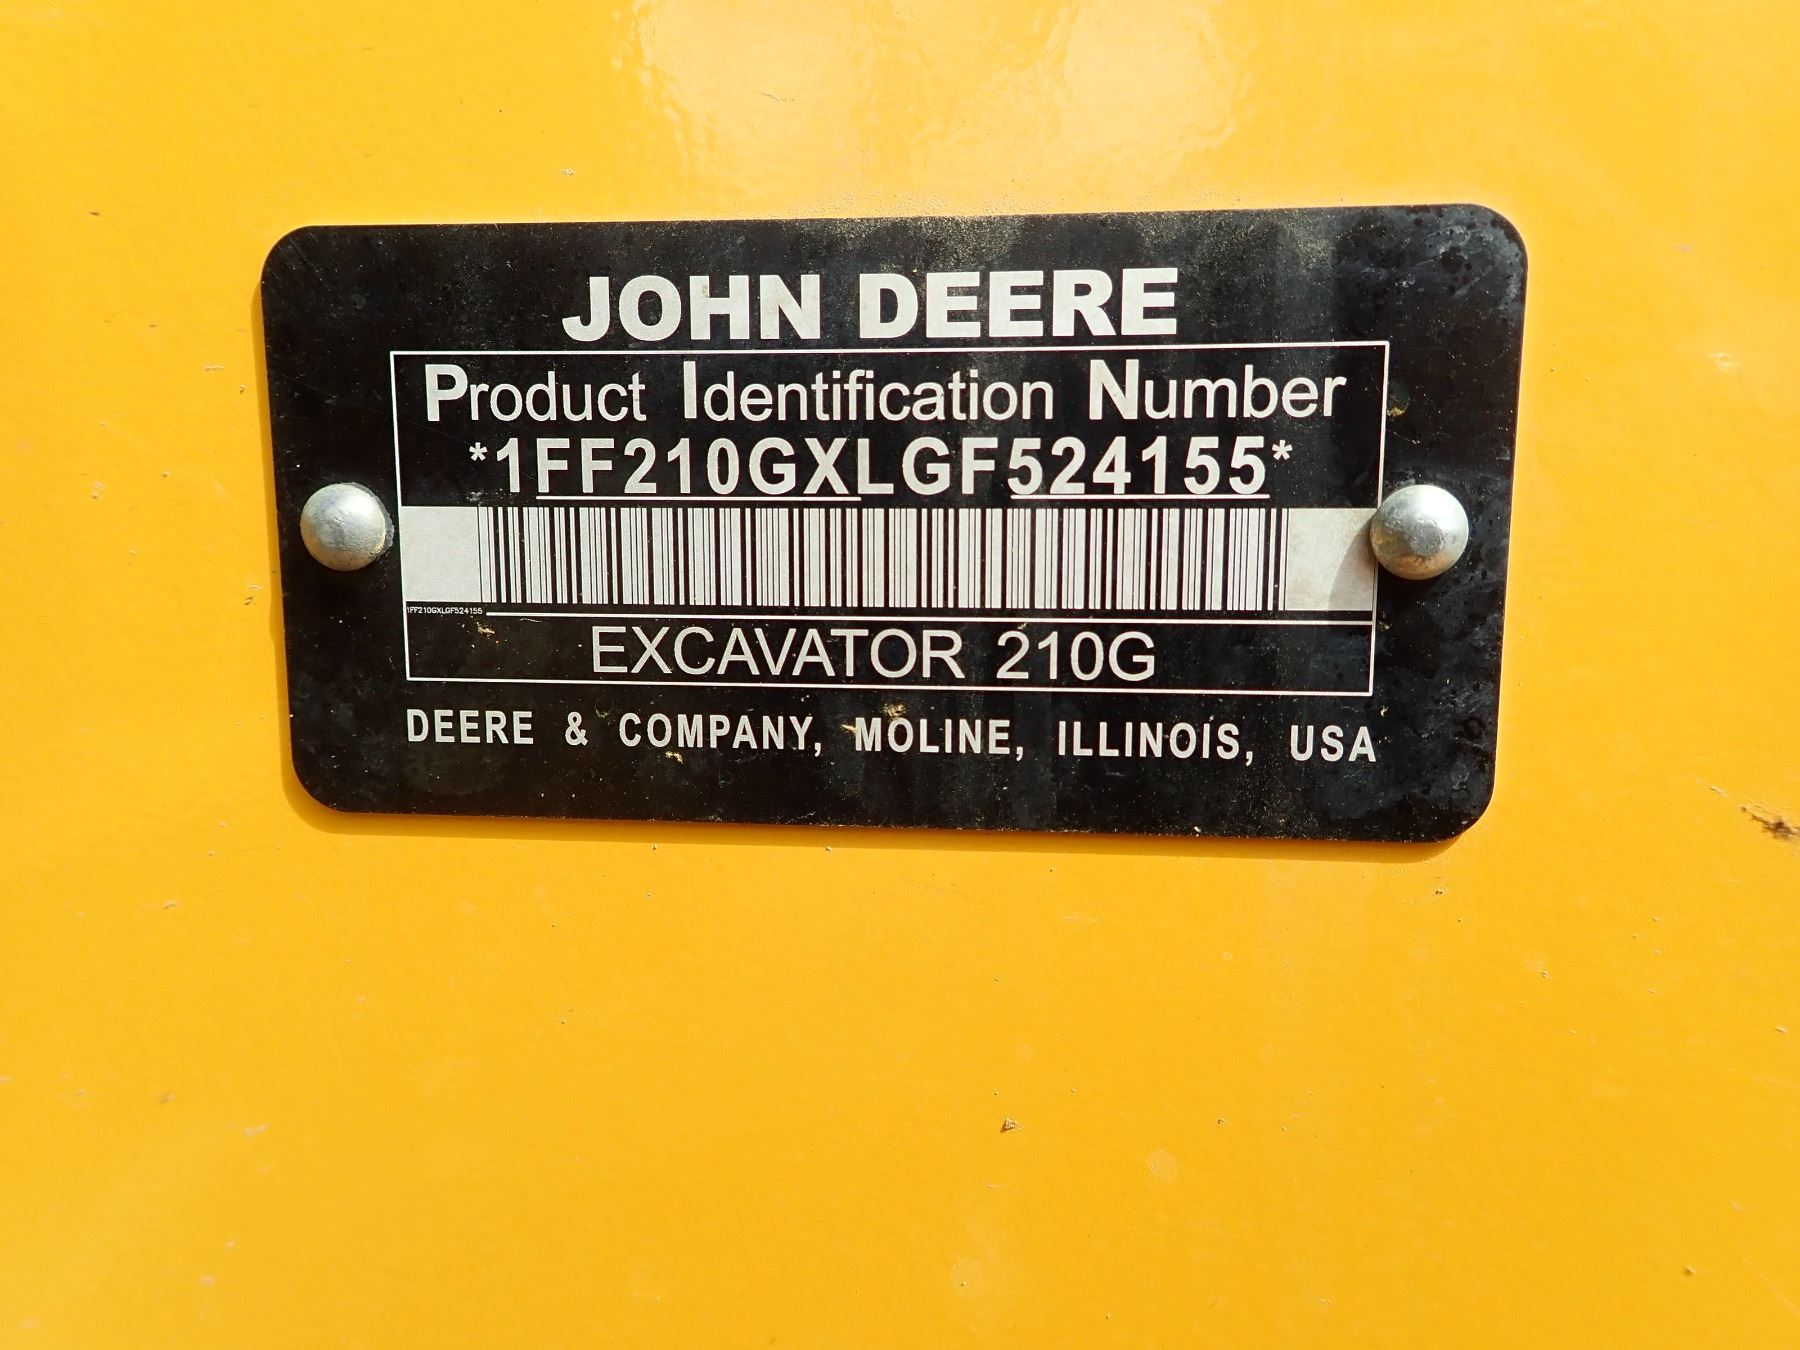 JOHN DEERE
Product Identification Number
*1FF210GXLGF524155*
1FF210GXLGF524155
EXCAVATOR 210G
DEERE & COMPANY, MOLINE, ILLINOIS, USA